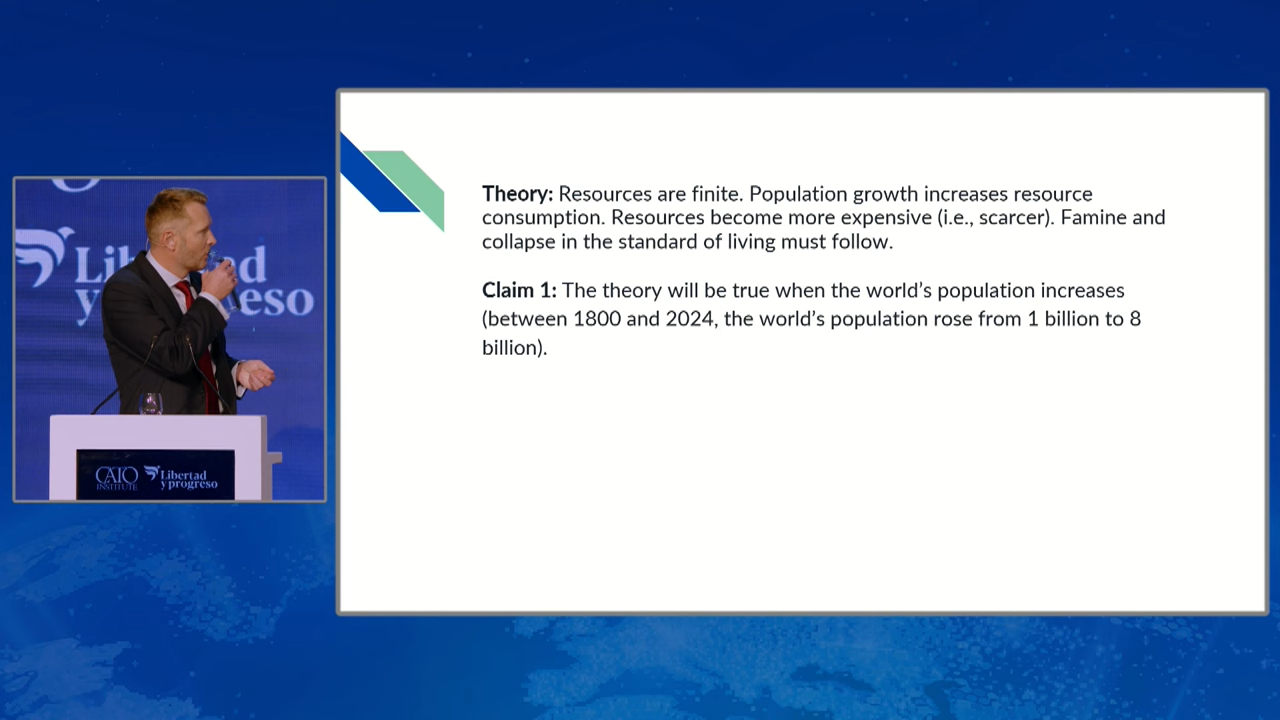 Libertad
y progreso
CATO
INSTITUTE
Libertad
y progreso
Theory: Resources are finite. Population growth increases resource
consumption. Resources become more expensive (i.e., scarcer). Famine and
collapse in the standard of living must follow.
Claim 1: The theory will be true when the world’s population increases
(between 1800 and 2024, the world’s population rose from 1 billion to 8
billion).